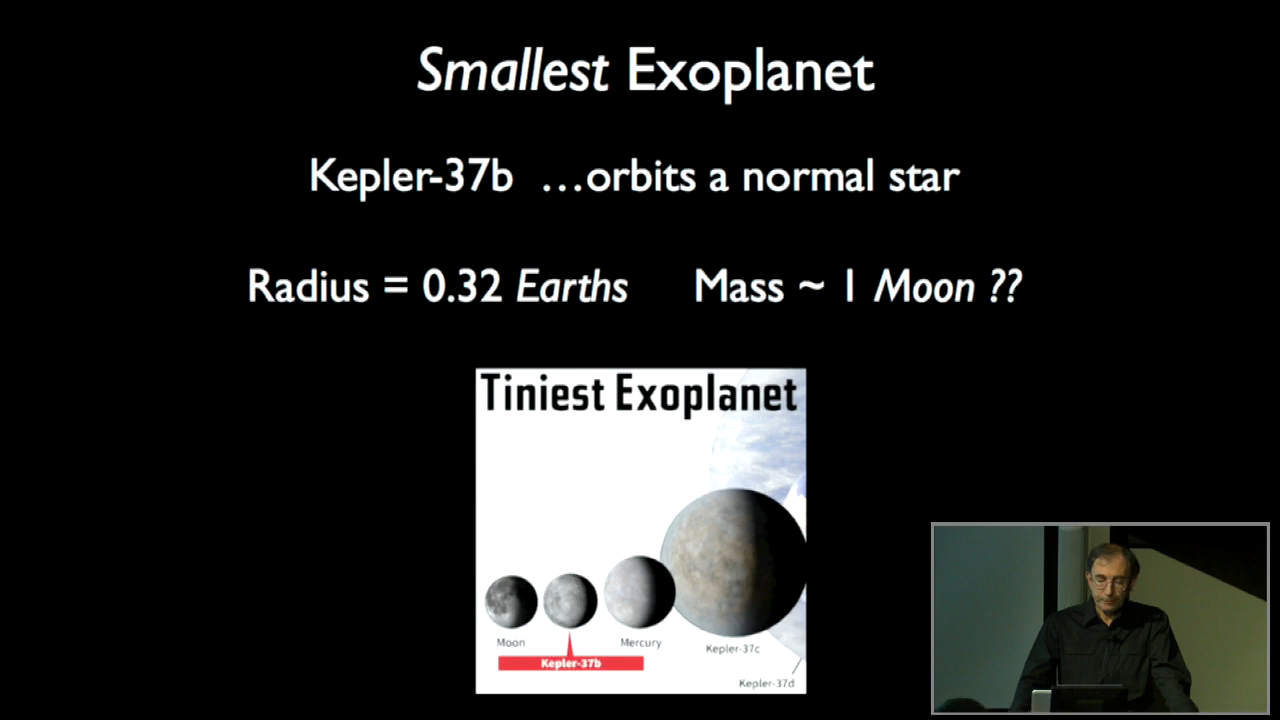 Smallest Exoplanet
Kepler-37b …orbits a normal star
Radius = 0.32 Earths Mass ~ 1 Moon ??
Tiniest Exoplanet
Moon
Mercury
Kepler-37c
Kepler-37b
Kepler-37d